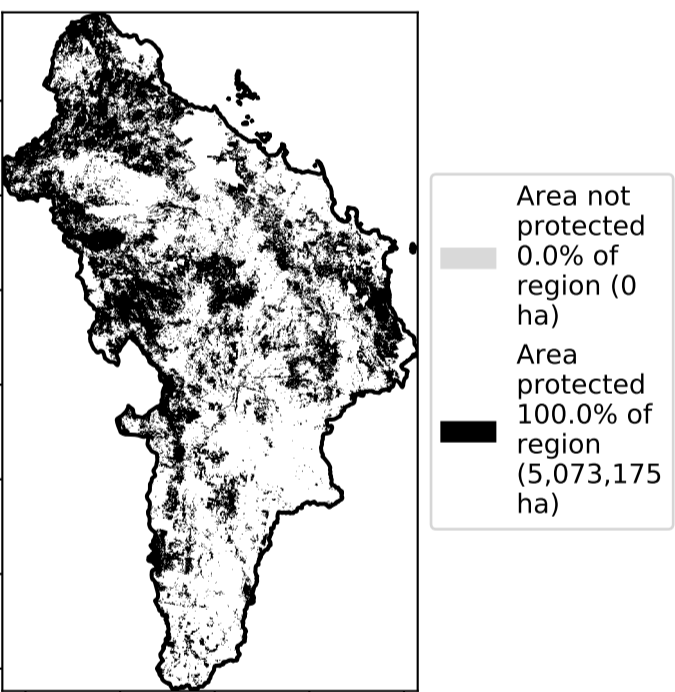 Area not
protected
0.0% of
region (0
ha)
Area
protected
100.0% of
region
(5,073,175
ha)